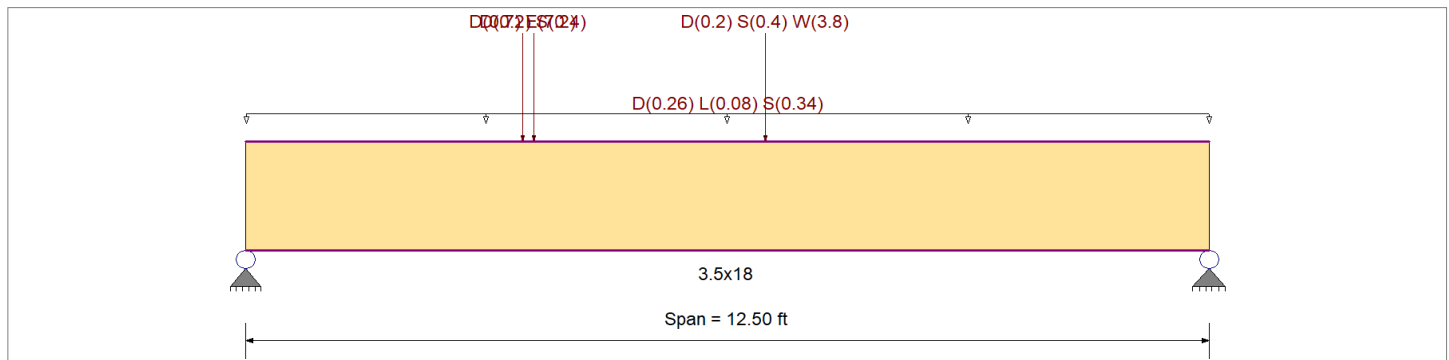 D(0.2) S(0.4) W(3.8)
D(0.26) L(0.08) S(0.34)
3.5x18
Span = 12.50 ft